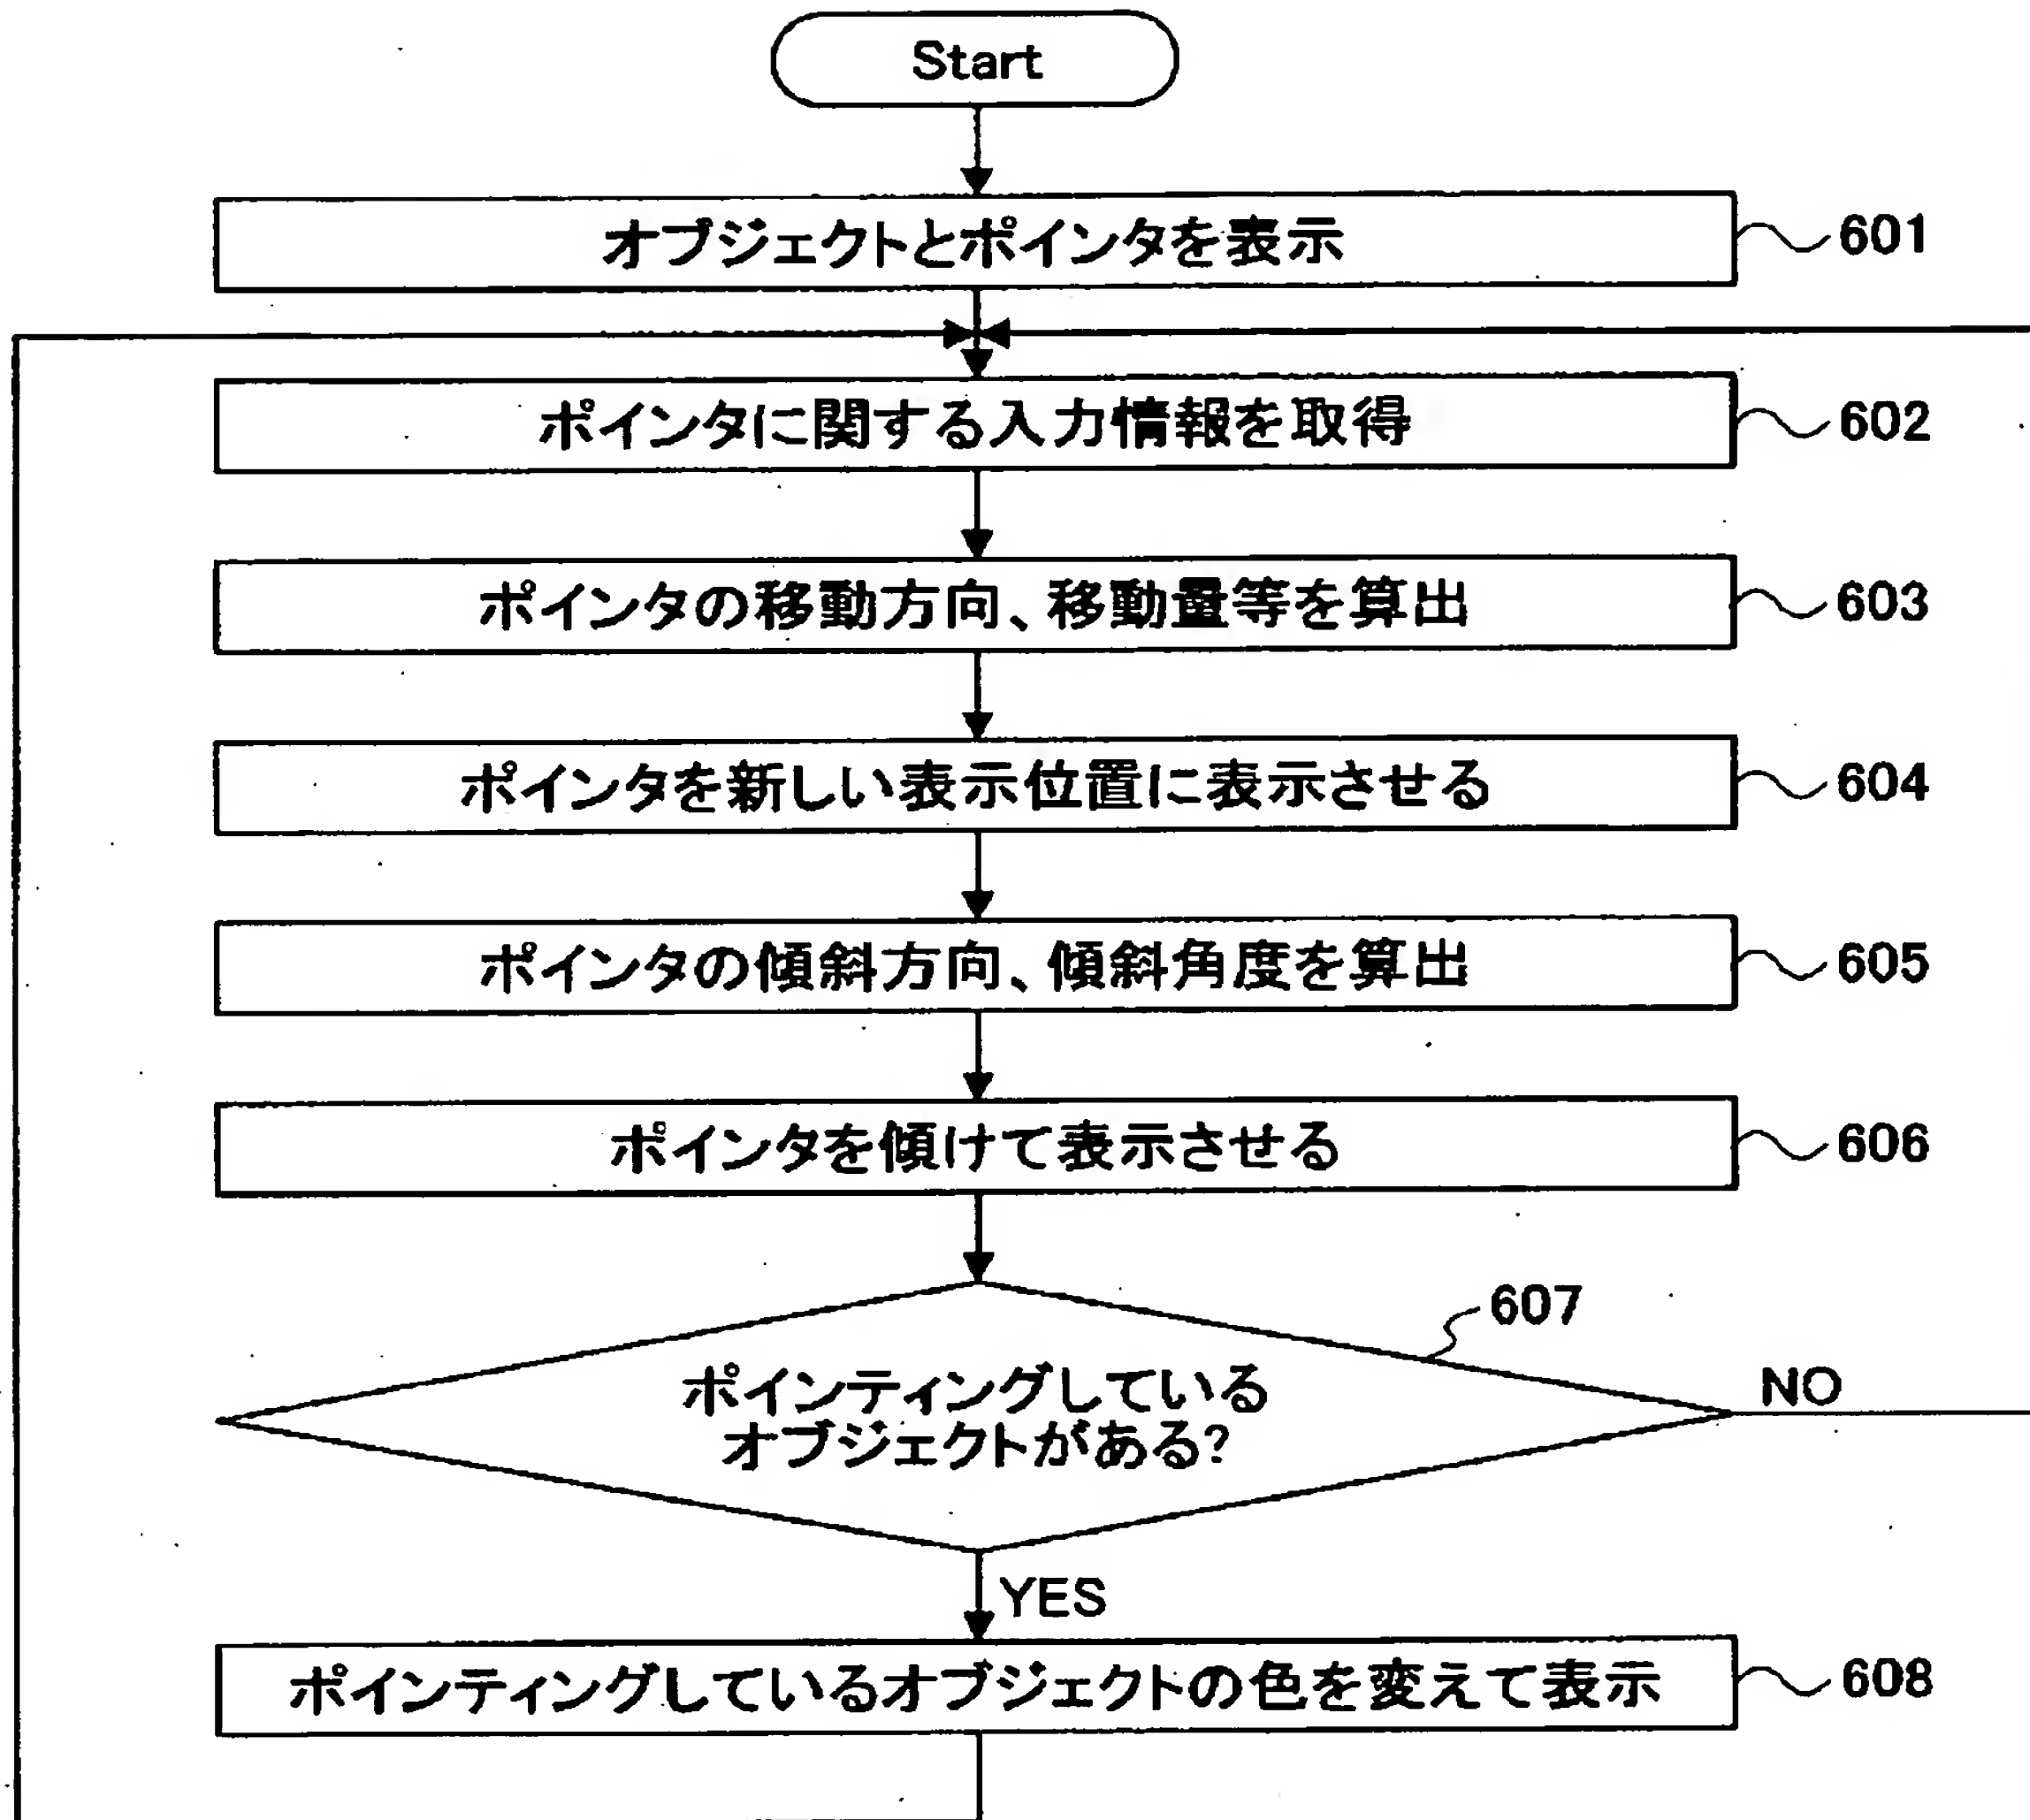 Start
オブジェクトとポインタを表示
601
ポインタに関する入力情報を取得
602
ポインタの移動方向、移動量等を算出
603
ポインタを新しい表示位置に表示させる
604
ポインタの傾斜方向、傾斜角度を算出
605
ポインタを傾けて表示させる
606
607
ポインティングしている
オブジェクトがある?
NO
YES
ポインティングしているオブジェクトの色を変えて表示
608